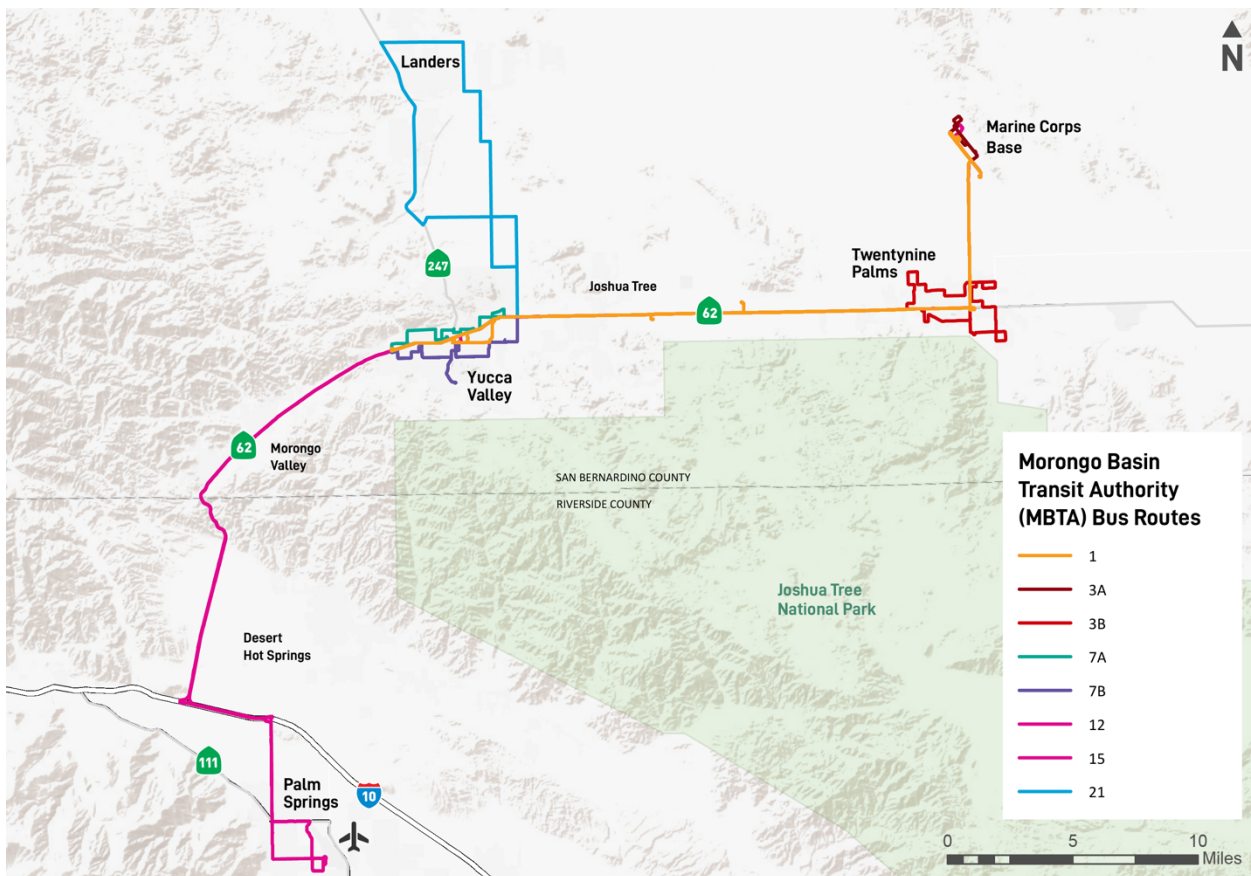 N
Landers
Marine Corps
Base
247
Twentynine
Palms
Joshua Tree
62
Yucca
Valley
62
Morongo
Valley
SAN BERNARDINO COUNTY
RIVERSIDE COUNTY
Joshua Tree
National Park
Desert
Hot Springs
111
Palm
Springs
10
Morongo Basin
Transit Authority
(MBTA) Bus Routes
1
3A
3B
7A
7B
12
15
21
0 5 10
Miles